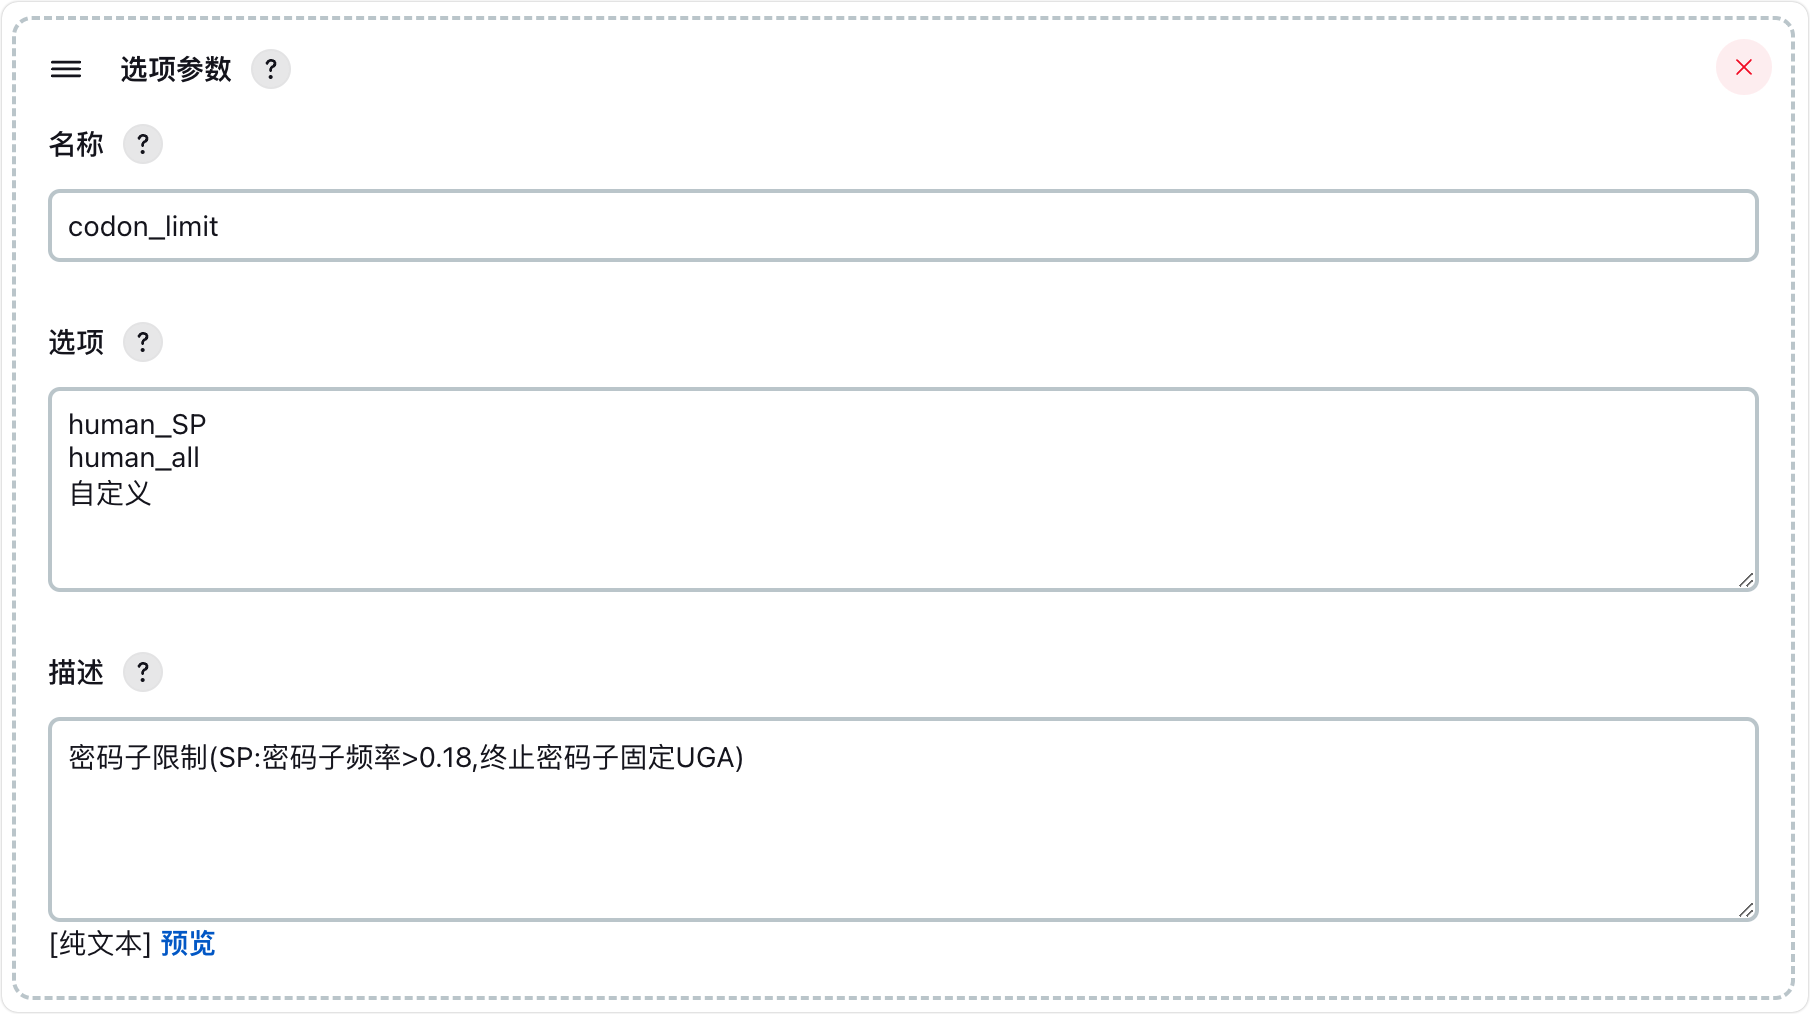 选项参数 ?
名称 ?
codon_limit
选项 ?
human_SP
human_all
自定义
描述 ?
密码子限制(SP:密码子频率>0.18,终止密码子固定UGA)
[纯文本] 预览